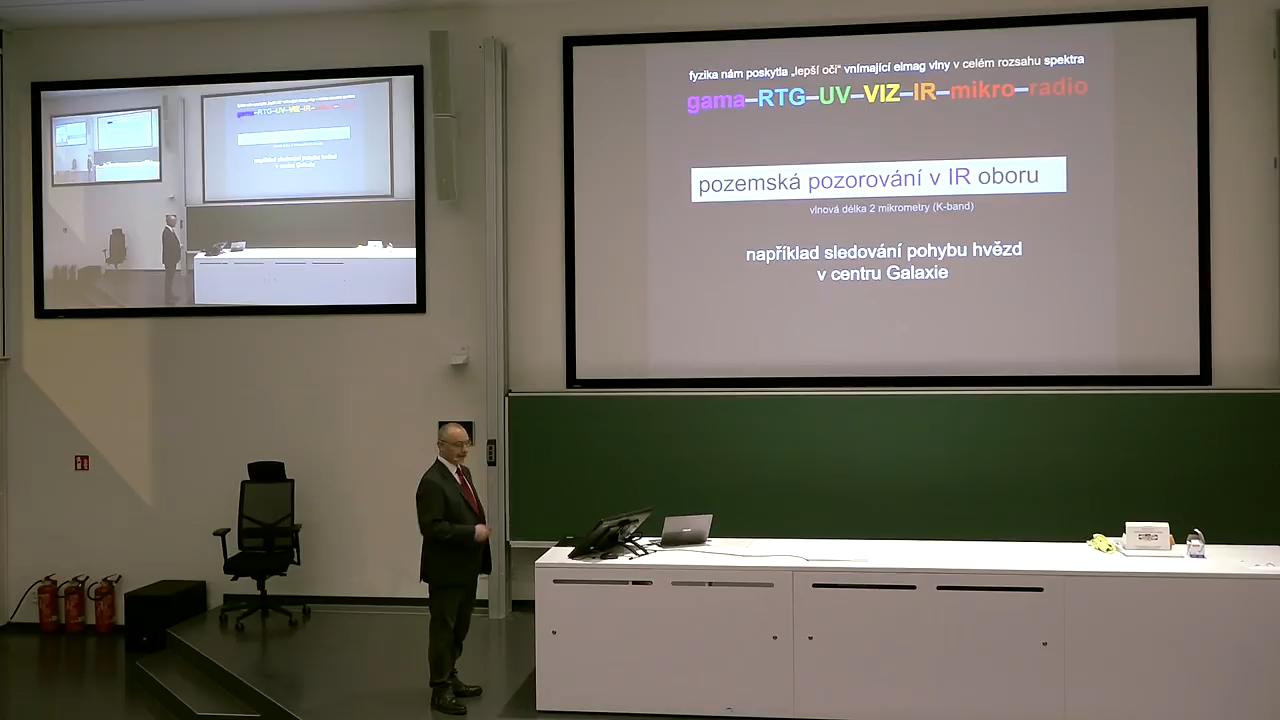 fyzika nám poskytla „lepší oči“ vnímající elmag vlny v celém rozsahu spektra
gama–RTG–UV–VIZ–IR–mikro–radio
pozemská pozorování v IR oboru
vlnová délka 2 mikrometry (K-band)
například sledování pohybu hvězd
v centru Galaxie